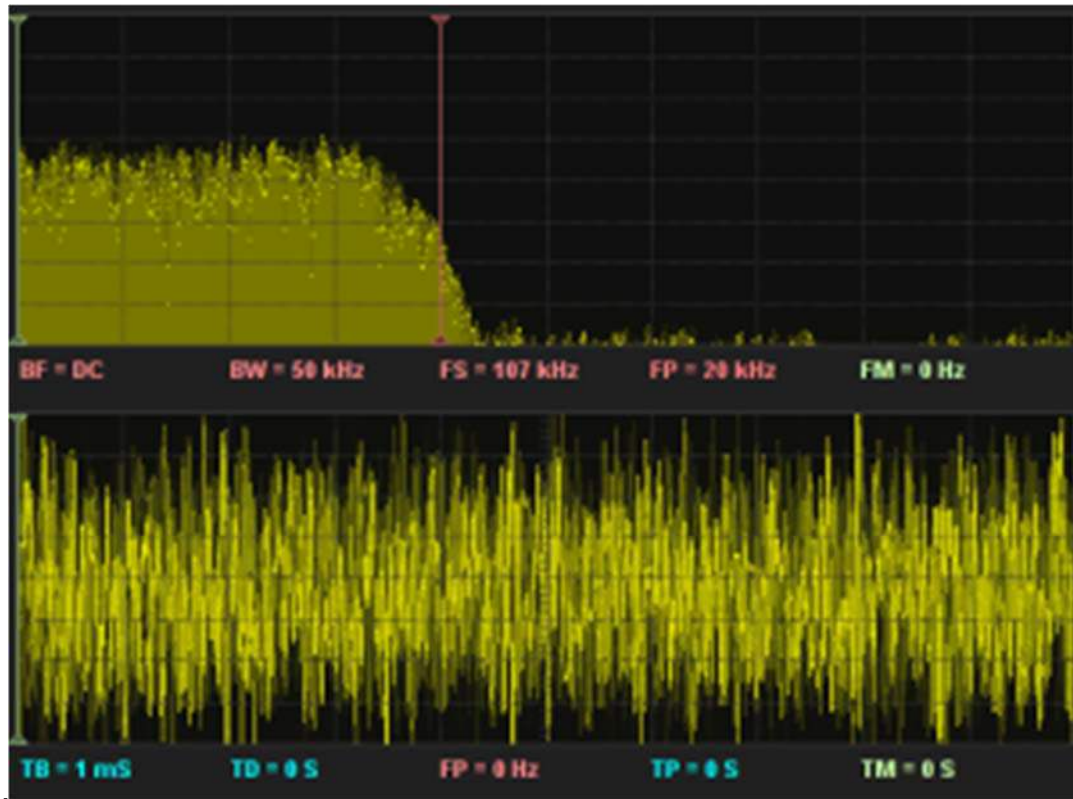 BF = DC BW = 50 kHz FS = 107 kHz FP = 20 kHz FM = 0 Hz
TB = 1 mS TD = 0 S FP = 0 Hz TP = 0 S TM = 0 S